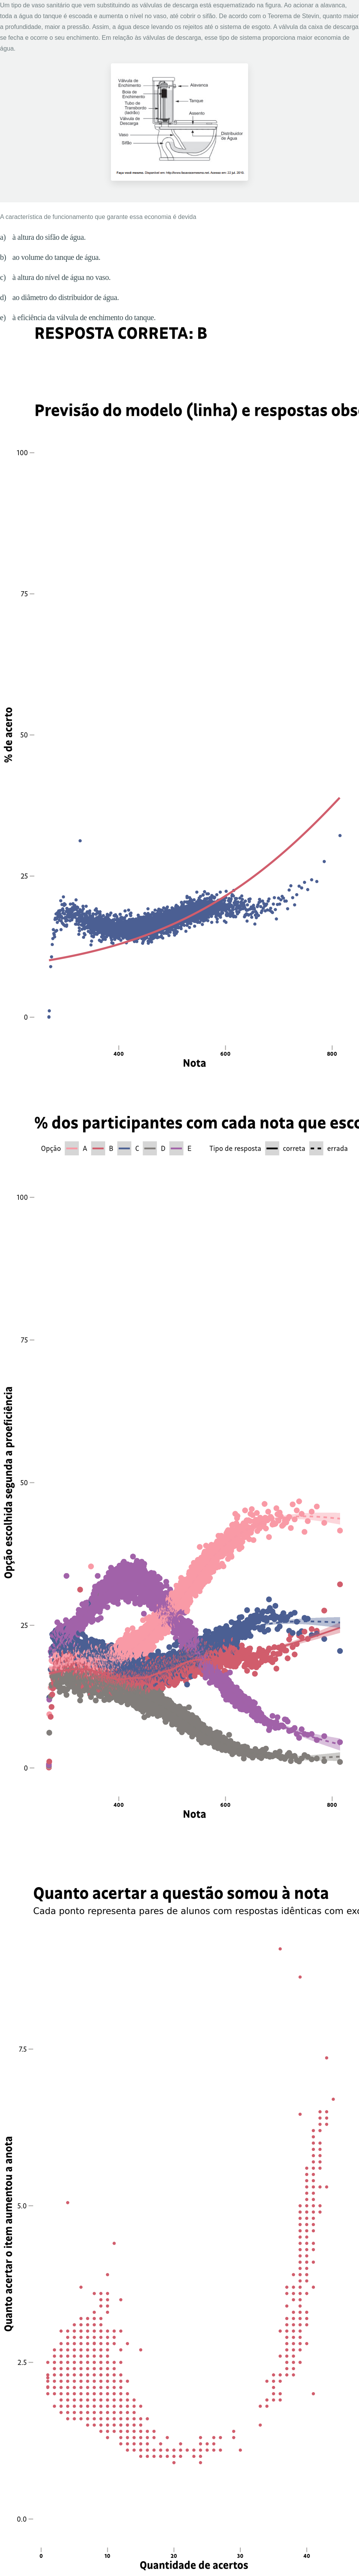 Um tipo de vaso sanitário que vem substituindo as válvulas de descarga está esquematizado na figura. Ao acionar a alavanca,
toda a água do tanque é escoada e aumenta o nível no vaso, até cobrir o sifão. De acordo com o Teorema de Stevin, quanto maior
a profundidade, maior a pressão. Assim, a água desce levando os rejeitos até o sistema de esgoto. A válvula da caixa de descarga
se fecha e ocorre o seu enchimento. Em relação às válvulas de descarga, esse tipo de sistema proporciona maior economia de
água.
Válvula de
Enchimento
Boia de
Enchimento
Tubo de
Transbordo
(ladrão)
Válvula de
Descarga
Vaso
Sifão
Alavanca
Tanque
Assento
Distribuidor
de Água
A característica de funcionamento que garante essa economia é devida
a) à altura do sifão de água.
b) ao volume do tanque de água.
c) à altura do nível de água no vaso.
d) ao diâmetro do distribuidor de água.
e) à eficiência da válvula de enchimento do tanque.
RESPOSTA CORRETA: B
Previsão do modelo (linha) e respostas obs
100
75
50
25
0
% de acerto
400
600
800
Nota
% dos participantes com cada nota que esco
Opção A B C D E Tipo de resposta correta errada
100
75
50
25
0
Opção escolhida segunda a proeficiência
400
600
800
Nota
Quanto acertar a questão somou à nota
Cada ponto representa pares de alunos com respostas idênticas com exc
7.5
5.0
2.5
0.0
Quanto acertar o item aumentou a anota
0
10
20
30
40
Quantidade de acertos